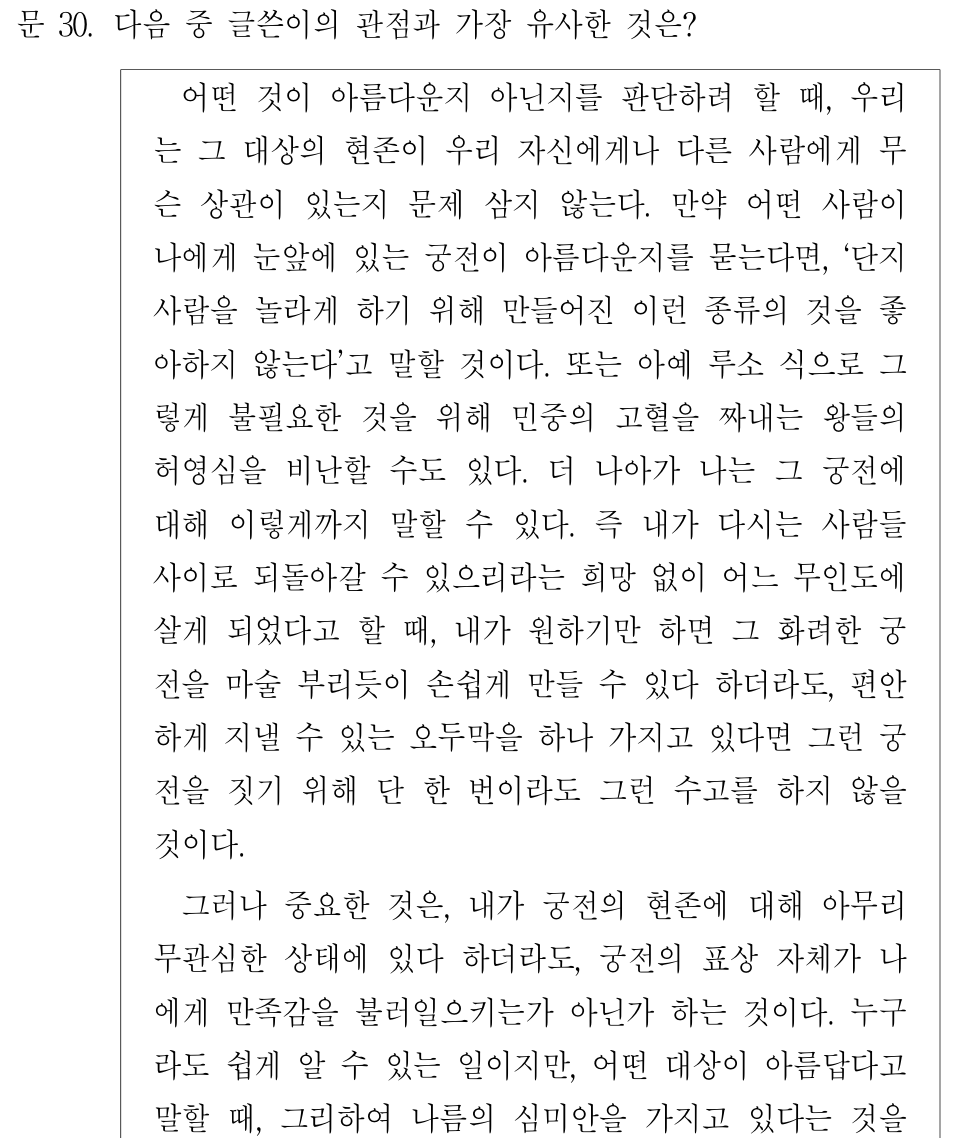 문 30. 다음 중 글쓴이의 관점과 가장 유사한 것은?
어떤 것이 아름다운지 아닌지를 판단하려 할 때, 우리
는 그 대상의 현존이 우리 자신에게나 다른 사람에게 무
슨 상관이 있는지 문제 삼지 않는다. 만약 어떤 사람이
나에게 눈앞에 있는 궁전이 아름다운지를 묻는다면, ‘단지
사람을 놀라게 하기 위해 만들어진 이런 종류의 것을 좋
아하지 않는다’고 말할 것이다. 또는 아예 루소 식으로 그
렇게 불필요한 것을 위해 민중의 고혈을 짜내는 왕들의
허영심을 비난할 수도 있다. 더 나아가 나는 그 궁전에
대해 이렇게까지 말할 수 있다. 즉 내가 다시는 사람들
사이로 되돌아갈 수 있으리라는 희망 없이 어느 무인도에
살게 되었다고 할 때, 내가 원하기만 하면 그 화려한 궁
전을 마술 부리듯이 손쉽게 만들 수 있다 하더라도, 편안
하게 지낼 수 있는 오두막을 하나 가지고 있다면 그런 궁
전을 짓기 위해 단 한 번이라도 그런 수고를 하지 않을
것이다.
그러나 중요한 것은, 내가 궁전의 현존에 대해 아무리
무관심한 상태에 있다 하더라도, 궁전의 표상 자체가 나
에게 만족감을 불러일으키는가 아닌가 하는 것이다. 누구
라도 쉽게 알 수 있는 일이지만, 어떤 대상이 아름답다고
말할 때, 그리하여 나름의 심미안을 가지고 있다는 것을